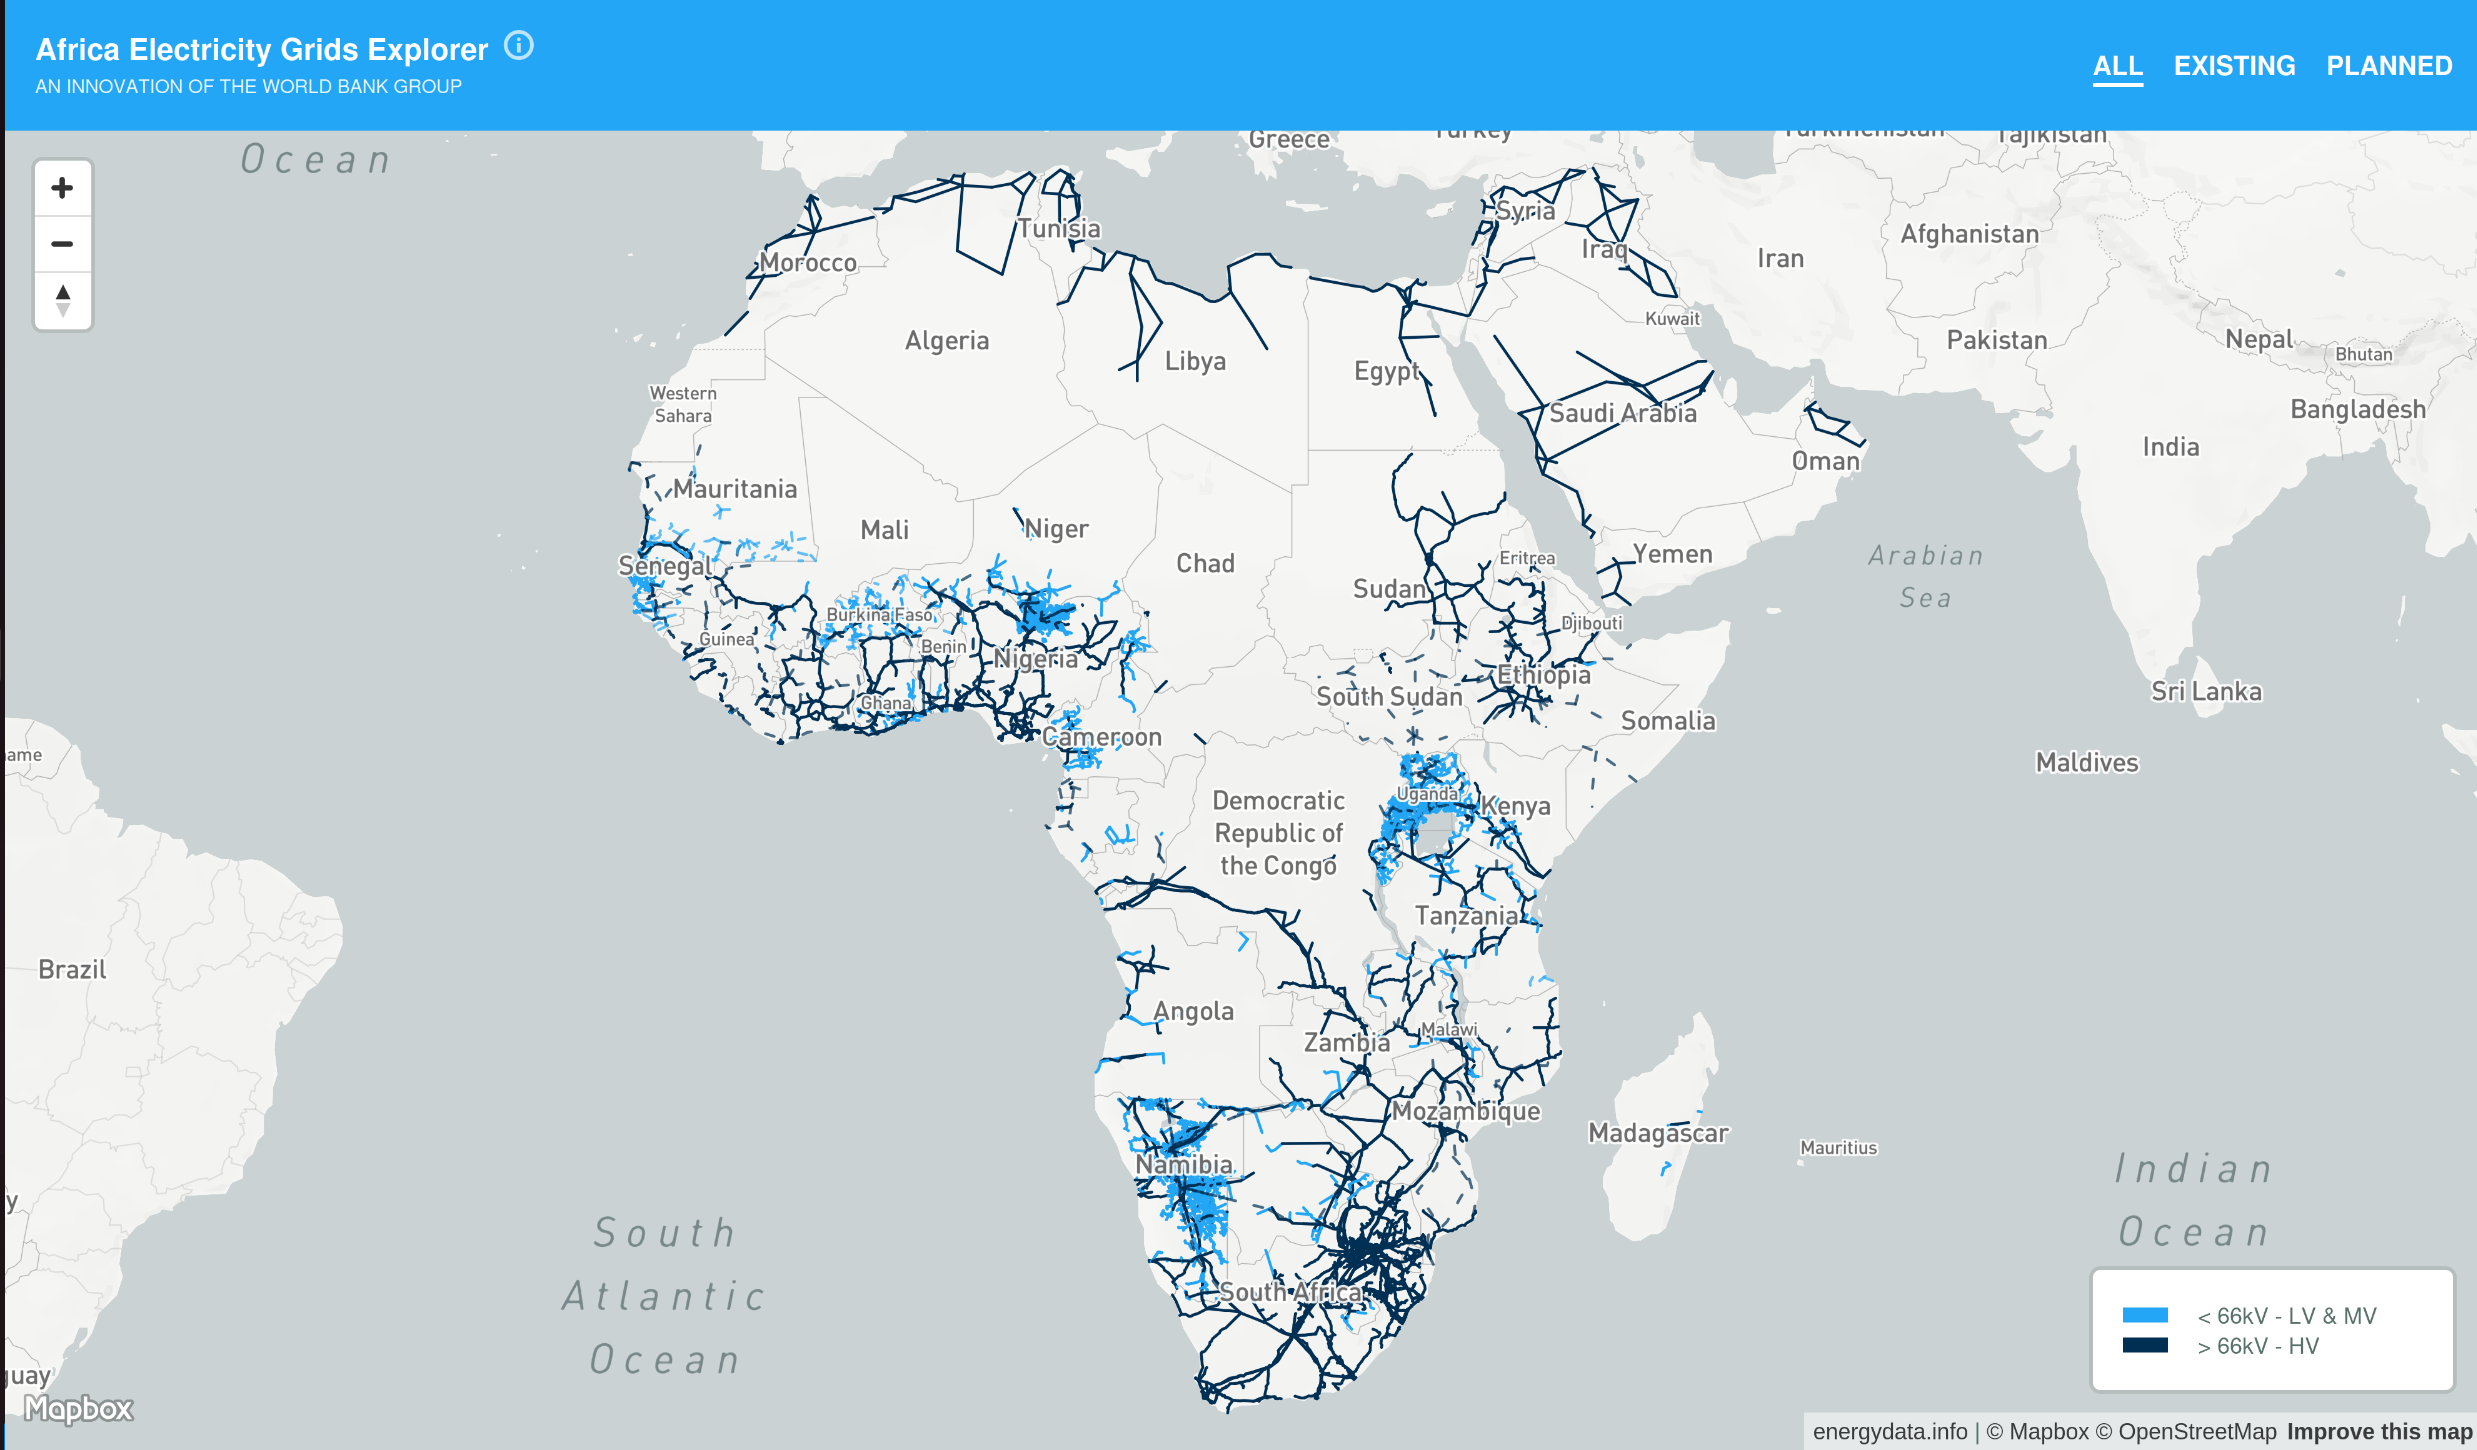 Africa Electricity Grids Explorer
AN INNOVATION OF THE WORLD BANK GROUP
ALL EXISTING PLANNED
Ocean
Greece
Turkey
Turkmenistan
Tajikistan
Syria
Tunisia
Afghanistan
Morocco
Iraq
Iran
Kuwait
Algeria
Pakistan
Nepal
Bhutan
Libya
Egypt
Western
Sahara
Saudi Arabia
Bangladesh
India
Oman
Mauritania
Mali
Niger
Chad
Senegal
Sudan
Eritrea
Yemen
Arabian
Sea
Burkina Faso
Djibouti
Guinea
Benin
Nigeria
Ethiopia
South Sudan
Sri Lanka
Ghana
Somalia
Cameroon
ame
Maldives
Uganda
Kenya
Democratic
Republic of
the Congo
Tanzania
Brazil
Angola
Malawi
Zambia
Mozambique
Madagascar
Mauritius
Namibia
Indian
Ocean
y
South
Atlantic
Ocean
South Africa
< 66kV - LV & MV
> 66kV - HV
guay
Mapbox
energydata.info | © Mapbox © OpenStreetMap Improve this map